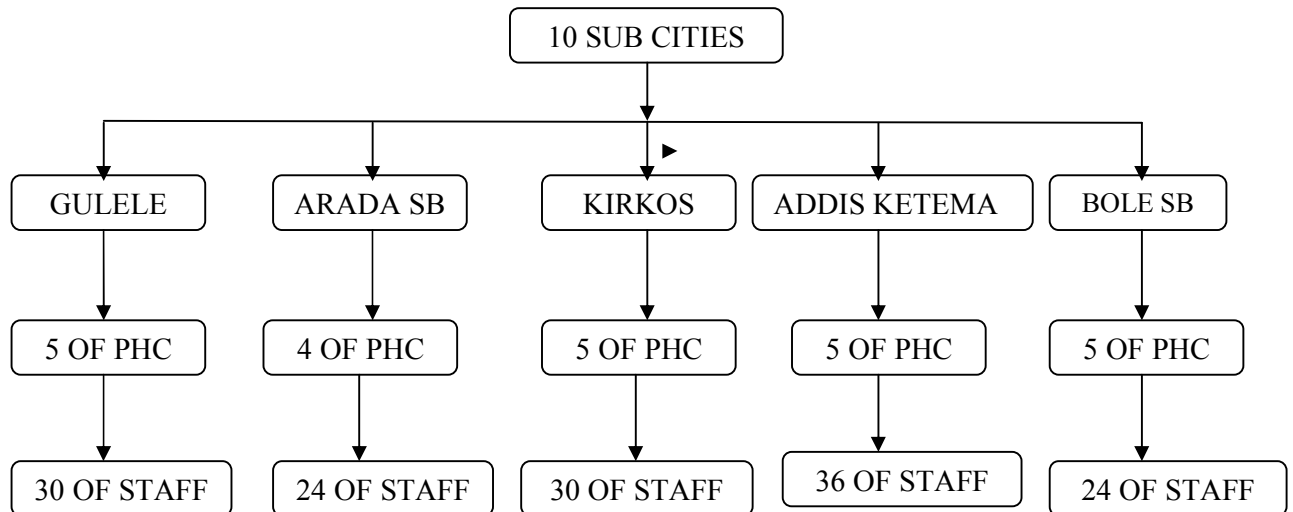 10 SUB CITIES
GULELE
ARADA SB
KIRKOS
ADDIS KETEMA
BOLE SB
5 OF PHC
4 OF PHC
5 OF PHC
5 OF PHC
5 OF PHC
30 OF STAFF
24 OF STAFF
30 OF STAFF
36 OF STAFF
24 OF STAFF